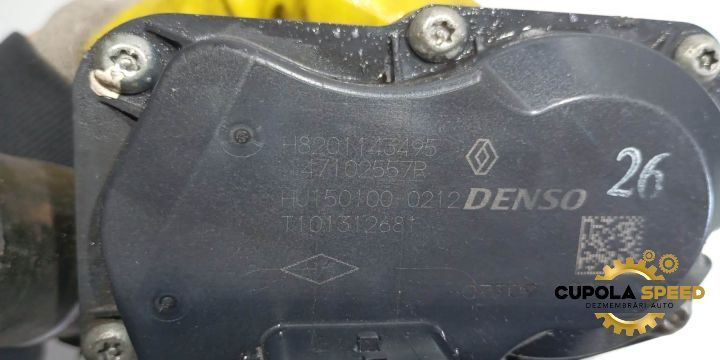 H8201143495
147102557R
HU150100-0212 DENSO
T101312681
26
CUPOLA SPEED
DEZMEMBRĂRI AUTO